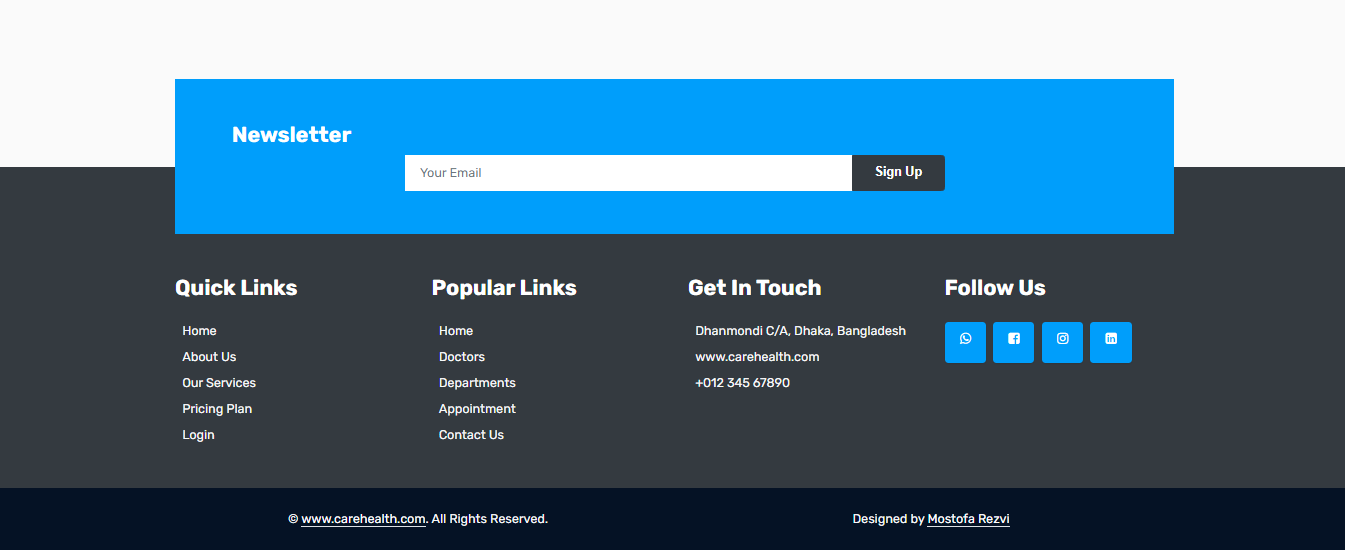 Newsletter
Your Email
Sign Up
Quick Links
Home
About Us
Our Services
Pricing Plan
Login
Popular Links
Home
Doctors
Departments
Appointment
Contact Us
Get In Touch
Dhanmondi C/A, Dhaka, Bangladesh
www.carehealth.com
+012 345 67890
Follow Us
© www.carehealth.com. All Rights Reserved.
Designed by Mostofa Rezvi